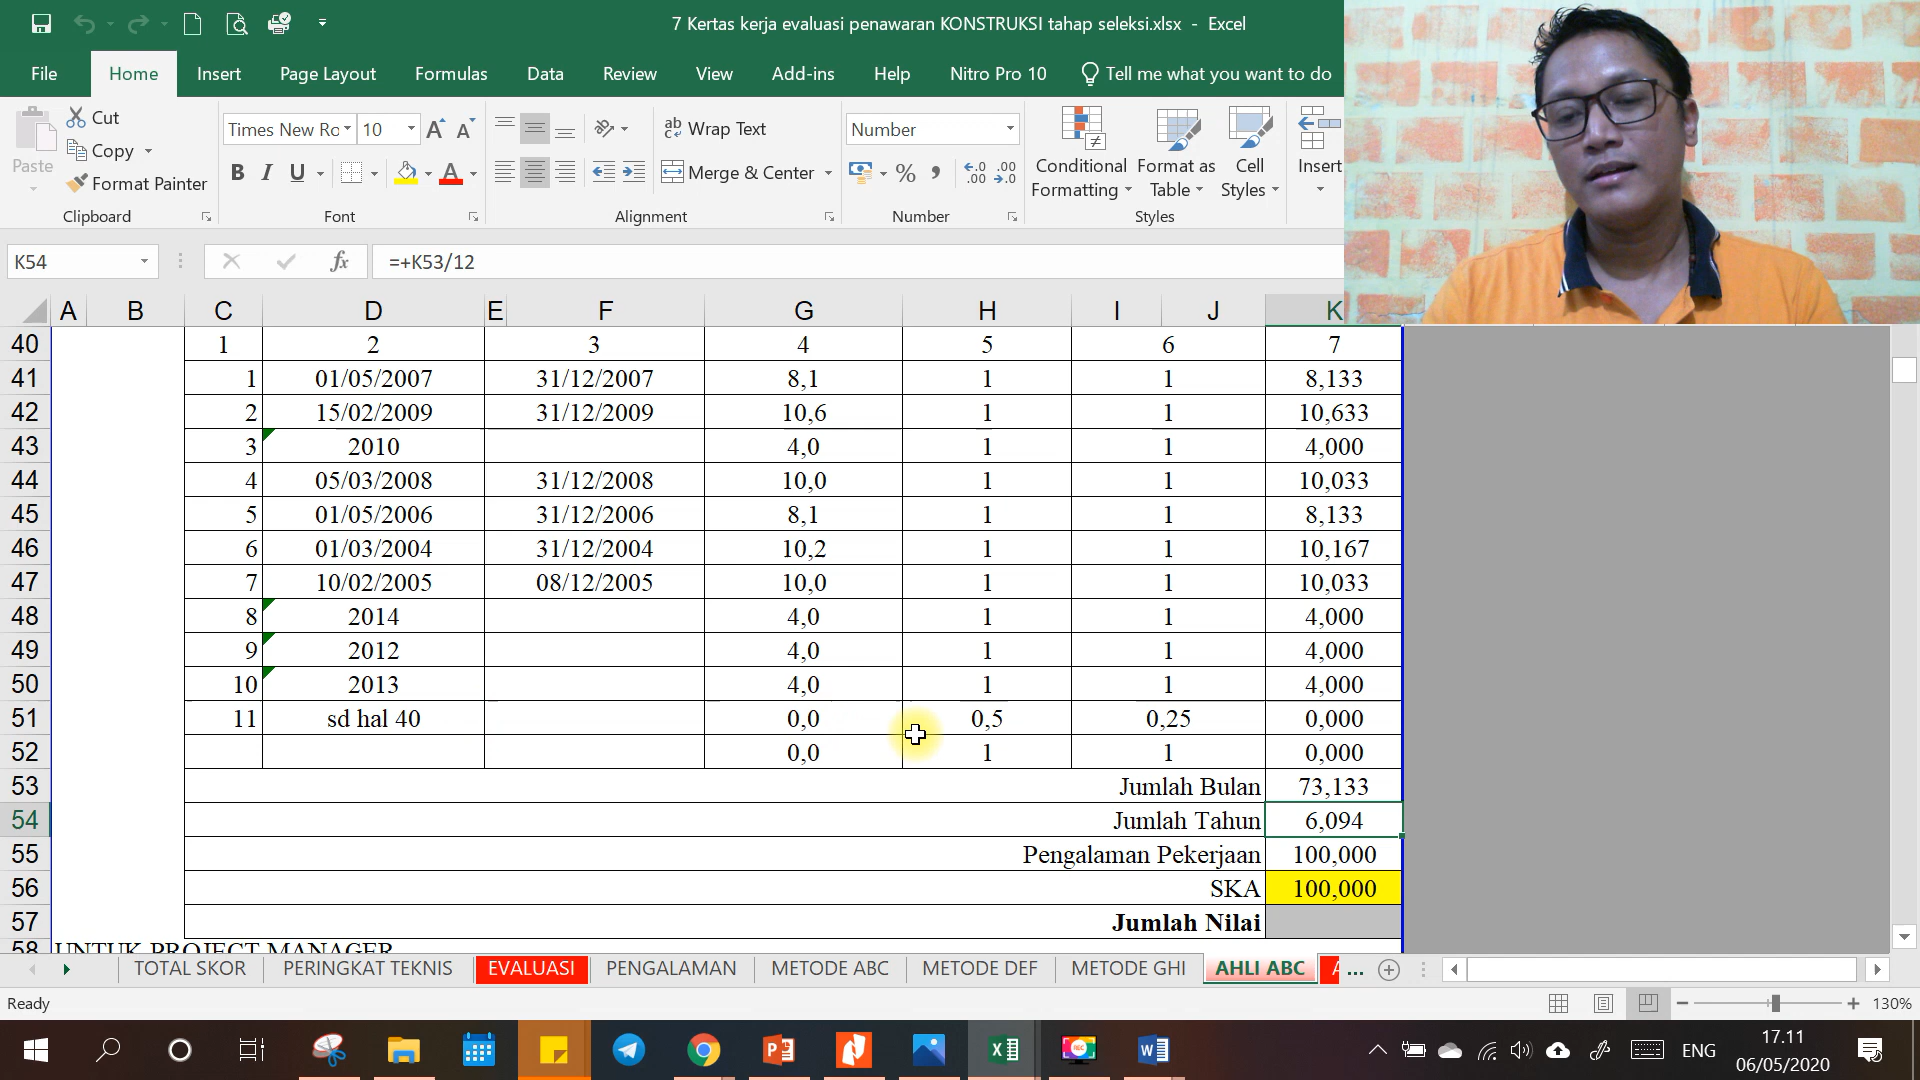 7 Kertas kerja evaluasi penawaran KONSTRUKSI tahap seleksi.xlsx - Excel
File Home Insert Page Layout Formulas Data Review View Add-ins Help Nitro Pro 10 Tell me what you want to do
Paste
Cut
Copy
Format Painter
Clipboard
Times New Ro 10
B I U
Font
Wrap Text
Merge & Center
Alignment
Number
Number
Conditional Formatting
Format as Table
Cell Styles
Styles
Insert
K54 fx =+K53/12
A B C D E F G H I J K
40 1 2 3 4 5 6 7
41 1 01/05/2007 31/12/2007 8,1 1 1 8,133
42 2 15/02/2009 31/12/2009 10,6 1 1 10,633
43 3 2010 4,0 1 1 4,000
44 4 05/03/2008 31/12/2008 10,0 1 1 10,033
45 5 01/05/2006 31/12/2006 8,1 1 1 8,133
46 6 01/03/2004 31/12/2004 10,2 1 1 10,167
47 7 10/02/2005 08/12/2005 10,0 1 1 10,033
48 8 2014 4,0 1 1 4,000
49 9 2012 4,0 1 1 4,000
50 10 2013 4,0 1 1 4,000
51 11 sd hal 40 0,0 0,5 0,25 0,000
52 0,0 1 1 0,000
53 Jumlah Bulan 73,133
54 Jumlah Tahun 6,094
55 Pengalaman Pekerjaan 100,000
56 SKA 100,000
57 Jumlah Nilai
58 UNTUK PROJECT MANAGER
TOTAL SKOR PERINGKAT TEKNIS EVALUASI PENGALAMAN METODE ABC METODE DEF METODE GHI AHLI ABC A ...
Ready 130%
ENG
17.11
06/05/2020